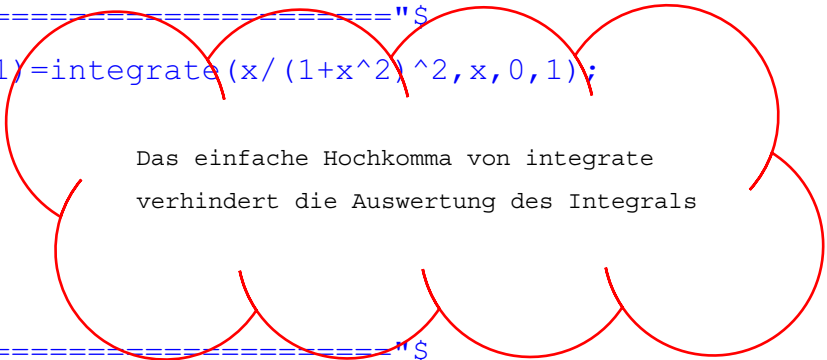 ======================"$
1)=integrate(x/(1+x^2)^2,x,0,1);
Das einfache Hochkomma von integrate
verhindert die Auswertung des Integrals
======================"$